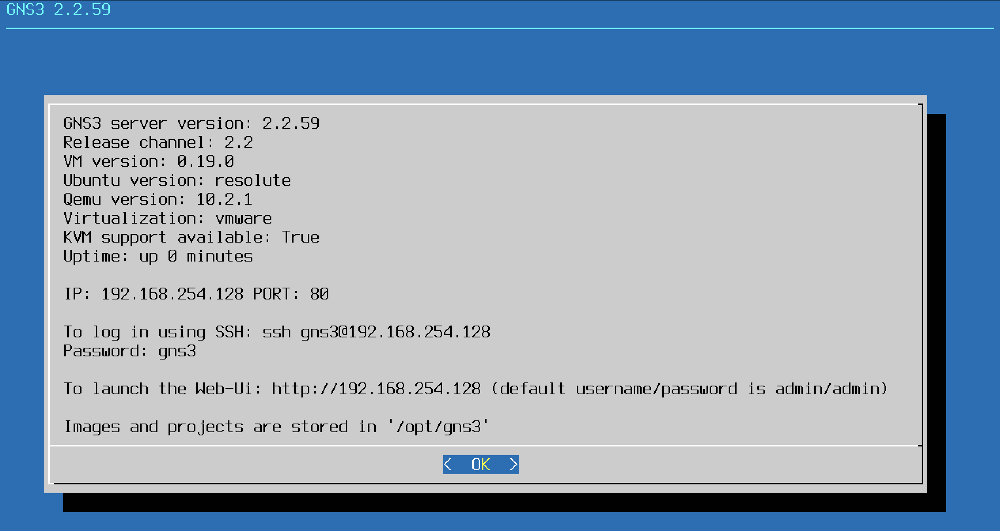 GNS3 2.2.59
GNS3 server version: 2.2.59
Release channel: 2.2
VM version: 0.19.0
Ubuntu version: resolute
Qemu version: 10.2.1
Virtualization: vmware
KVM support available: True
Uptime: up 0 minutes
IP: 192.168.254.128 PORT: 80
To log in using SSH: ssh gns3@192.168.254.128
Password: gns3
To launch the Web-Ui: http://192.168.254.128 (default username/password is admin/admin)
Images and projects are stored in '/opt/gns3'
<  OK  >